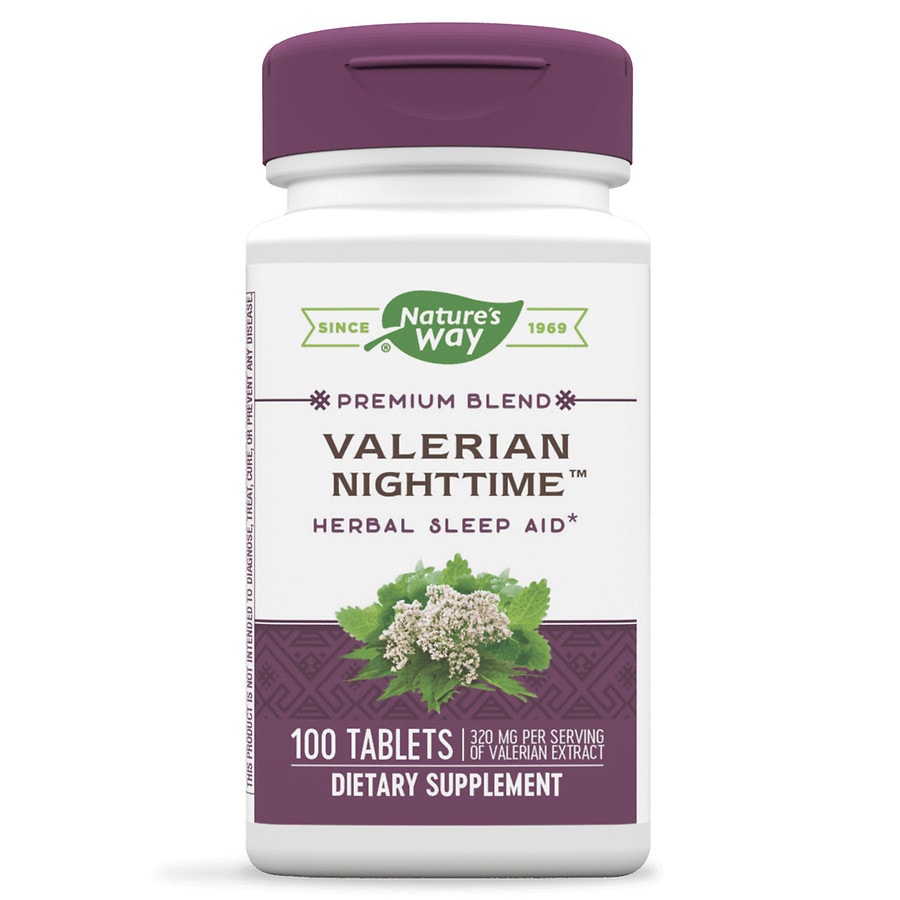 SINCE Nature's Way® 1969
PREMIUM BLEND
VALERIAN
NIGHTTIME™
HERBAL SLEEP AID*
100 TABLETS
320 MG PER SERVING
OF VALERIAN EXTRACT
DIETARY SUPPLEMENT
THIS PRODUCT IS NOT INTENDED TO DIAGNOSE, TREAT, CURE, OR PREVENT ANY DISEASE